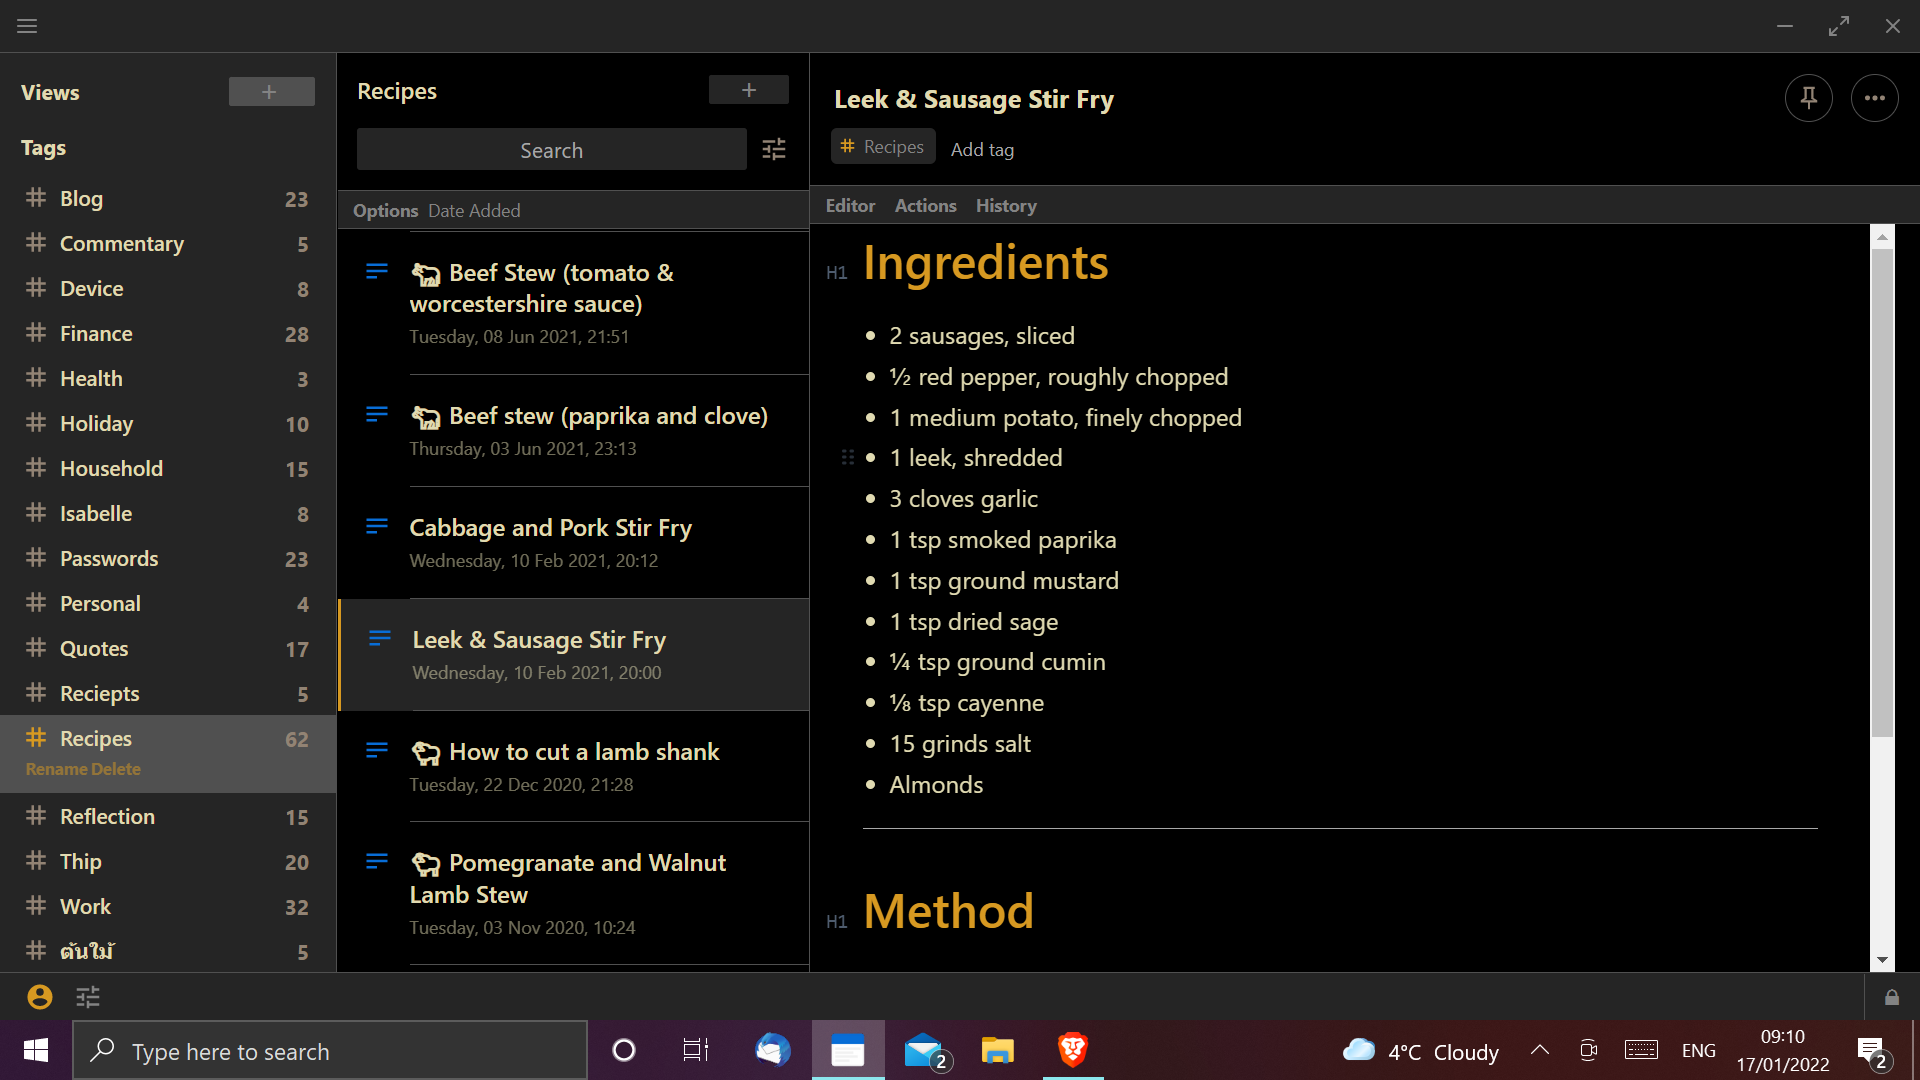 Views
+
Tags
# Blog 23
# Commentary 5
# Device 8
# Finance 28
# Health 3
# Holiday 10
# Household 15
# Isabelle 8
# Passwords 23
# Personal 4
# Quotes 17
# Reciepts 5
# Recipes 62
Rename Delete
# Reflection 15
# Thip 20
# Work 32
# ต้นใม้ 5
Recipes
+
Search
Options Date Added
🐂 Beef Stew (tomato &
worcestershire sauce)
Tuesday, 08 Jun 2021, 21:51
🐂 Beef stew (paprika and clove)
Thursday, 03 Jun 2021, 23:13
Cabbage and Pork Stir Fry
Wednesday, 10 Feb 2021, 20:12
Leek & Sausage Stir Fry
Wednesday, 10 Feb 2021, 20:00
🐑 How to cut a lamb shank
Tuesday, 22 Dec 2020, 21:28
🐑 Pomegranate and Walnut
Lamb Stew
Tuesday, 03 Nov 2020, 10:24
Leek & Sausage Stir Fry
# Recipes Add tag
Editor Actions History
H1 Ingredients
• 2 sausages, sliced
• ½ red pepper, roughly chopped
• 1 medium potato, finely chopped
• 1 leek, shredded
• 3 cloves garlic
• 1 tsp smoked paprika
• 1 tsp ground mustard
• 1 tsp dried sage
• ¼ tsp ground cumin
• ⅛ tsp cayenne
• 15 grinds salt
• Almonds
H1 Method
Type here to search
2
4°C Cloudy
ENG
09:10
17/01/2022
2